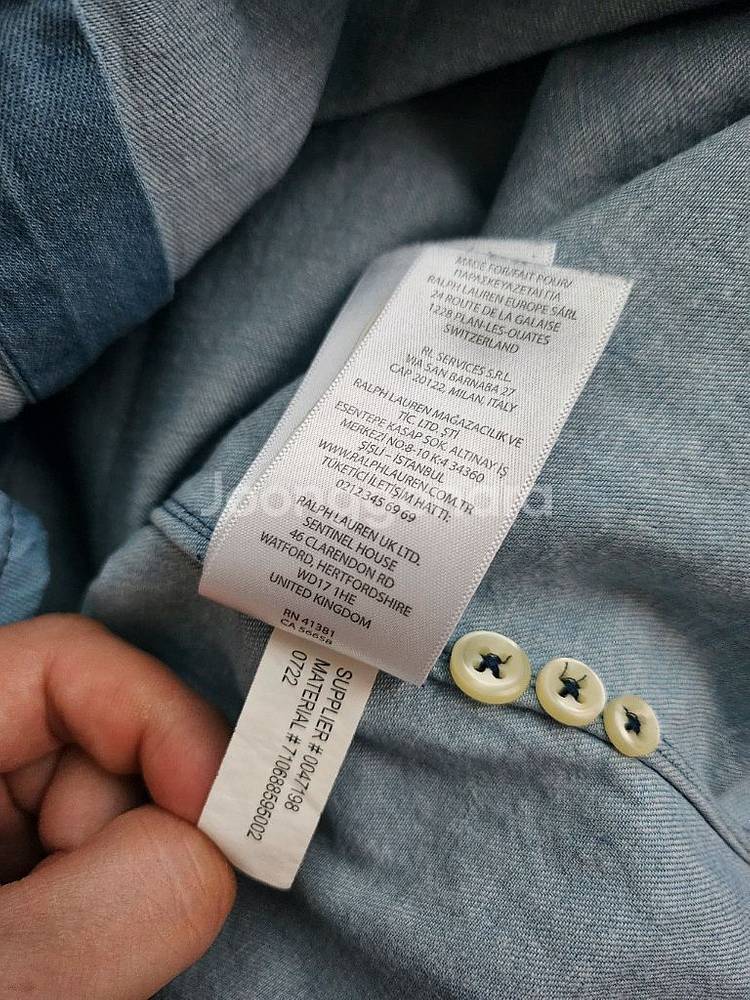 MADE FOR/FAIT POUR/
ΠΑΡΑΣΚΕΥΑΖΕΤΑΙ ΓΙΑ
RALPH LAUREN EUROPE SÀRL
24 ROUTE DE LA GALAISE
1228 PLAN-LES-OUATES
SWITZERLAND
RL SERVICES S.R.L.
VIA SAN BARNABA 27
CAP 20122, MILAN, ITALY
RALPH LAUREN MAĞAZACILIK VE
TİC. LTD. ŞTİ
ESENTEPE KASAP SOK. ALTINAY İŞ
MERKEZİ NO:8-10 K:4 34360
ŞİŞLİ – İSTANBUL
WWW.RALPHLAUREN.COM.TR
TÜKETİCİ İLETİŞİM HATTI:
0212 345 69 69
RALPH LAUREN UK LTD.
SENTINEL HOUSE
46 CLARENDON RD
WATFORD, HERTFORDSHIRE
WD17 1HE
UNITED KINGDOM
RN 41381
CA 56658
SUPPLIER # 0047198
MATERIAL # 710688595002
0722